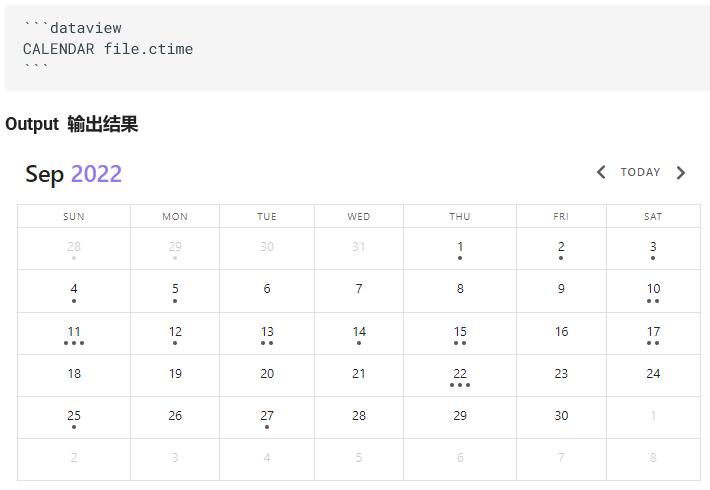 ```dataview
CALENDAR file.ctime
```
Output 输出结果
Sep 2022 TODAY
SUN MON TUE WED THU FRI SAT
28 29 30 31 1 2 3
4 5 6 7 8 9 10
11 12 13 14 15 16 17
18 19 20 21 22 23 24
25 26 27 28 29 30 1
2 3 4 5 6 7 8